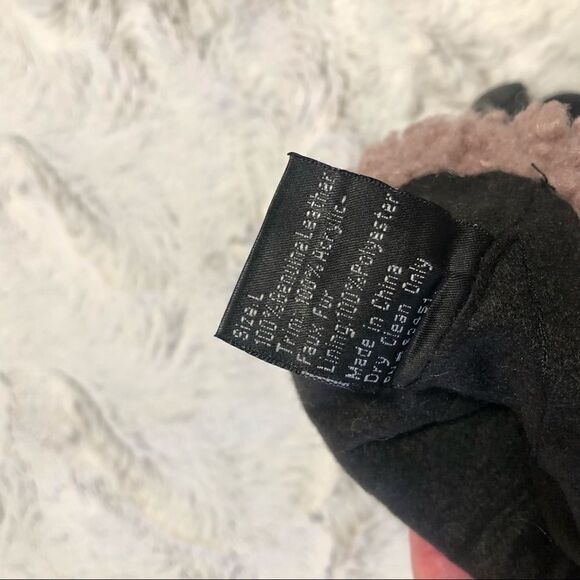 Size L
100% Genuine Leather
Trim: 100% Acrylic-
Faux Fur
Lining 100% Polyester
Made in China
Dry Clean Only